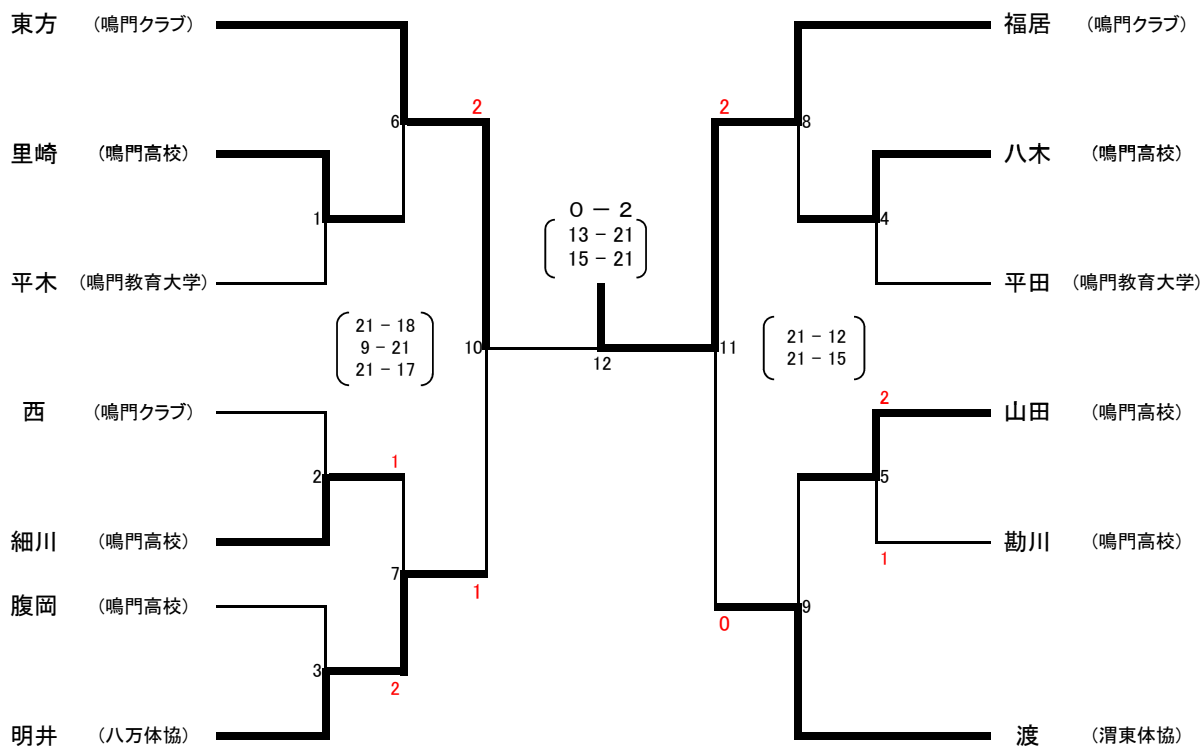 東方 (鳴門クラブ)
里崎 (鳴門高校)
平木 (鳴門教育大学)
西 (鳴門クラブ)
細川 (鳴門高校)
腹岡 (鳴門高校)
明井 (八万体協)
6
2
1
21 – 18
9 – 21
21 – 17
10
2
1
7
1
3
2
0 – 2
13 – 21
15 – 21
12
2
8
4
11
21 – 12
21 – 15
2
5
1
9
0
福居 (鳴門クラブ)
八木 (鳴門高校)
平田 (鳴門教育大学)
山田 (鳴門高校)
勘川 (鳴門高校)
渡 (渭東体協)